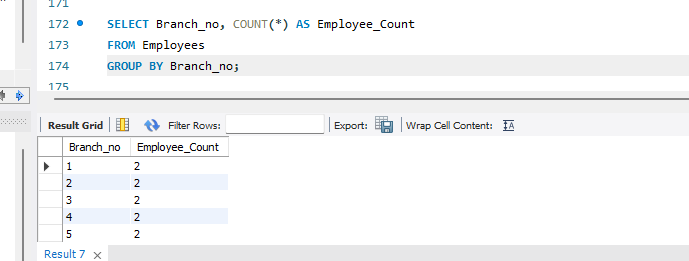 171
172 SELECT Branch_no, COUNT(*) AS Employee_Count
173 FROM Employees
174 GROUP BY Branch_no;
175
Result Grid Filter Rows: Export: Wrap Cell Content: IA
Branch_no Employee_Count
1 2
2 2
3 2
4 2
5 2
Result 7 ×